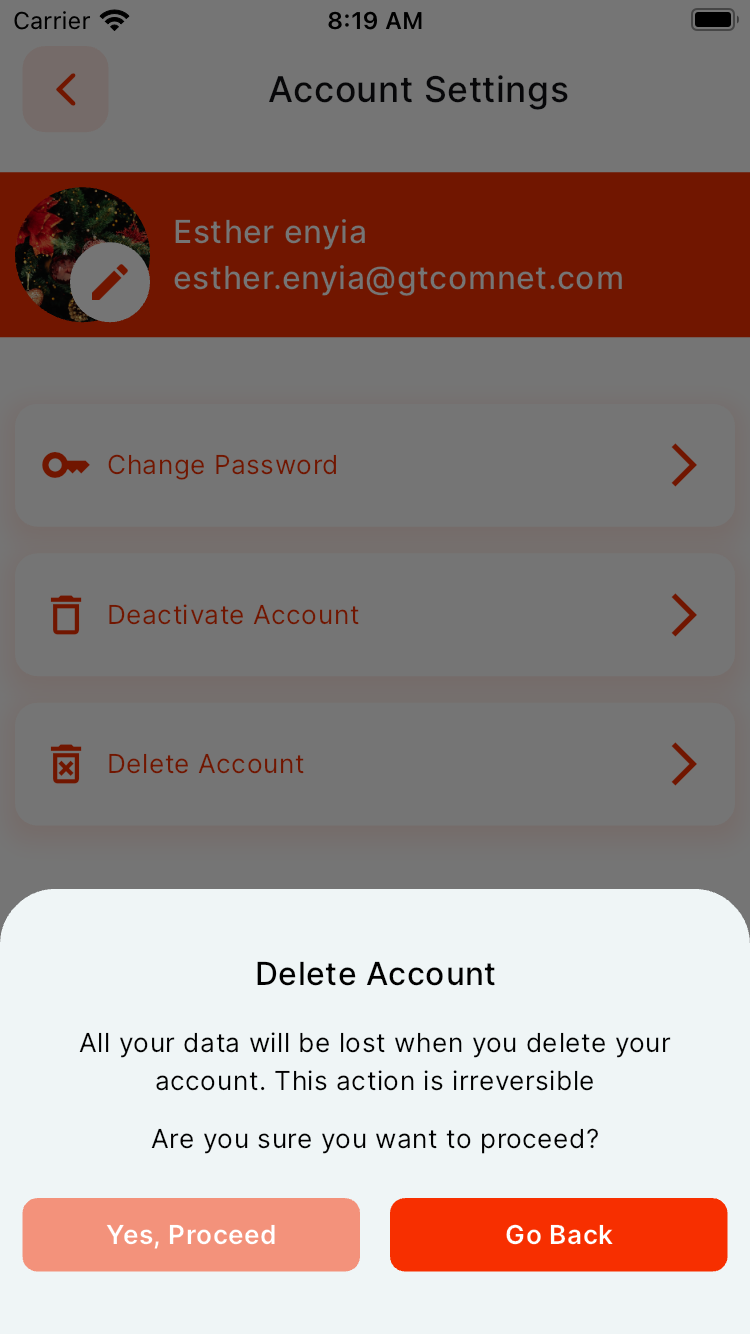 Carrier 8:19 AM
Account Settings
Esther enyia
esther.enyia@gtcomnet.com
Change Password
Deactivate Account
Delete Account
Delete Account
All your data will be lost when you delete your
account. This action is irreversible
Are you sure you want to proceed?
Yes, Proceed
Go Back